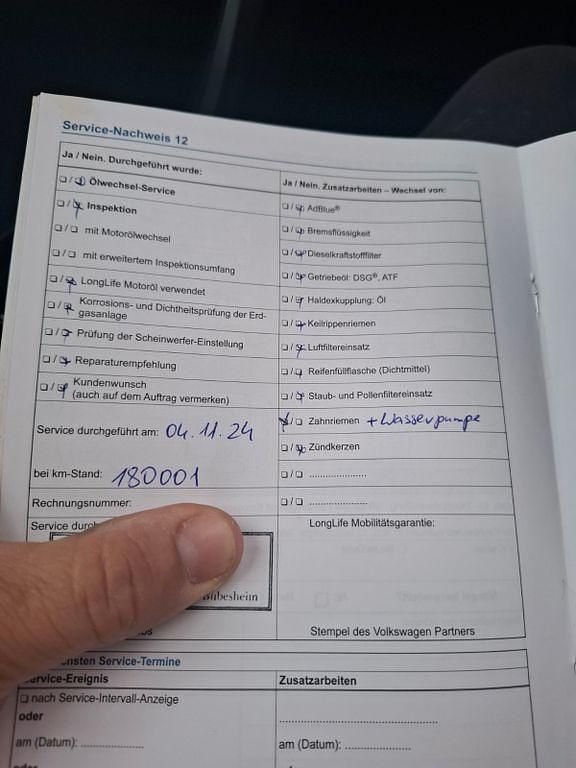 Service-Nachweis 12
Ja / Nein. Durchgeführt wurde:
☐/☒ Ölwechsel-Service
☐/☒ Inspektion
☐/☐ mit Motorölwechsel
☐/☐ mit erweitertem Inspektionsumfang
☐/☒ LongLife Motoröl verwendet
☐/☒ Korrosions- und Dichtheitsprüfung der Erd-
gasanlage
☐/☒ Prüfung der Scheinwerfer-Einstellung
☐/☒ Reparaturempfehlung
☐/☒ Kundenwunsch
(auch auf dem Auftrag vermerken)
Service durchgeführt am: 04.11.24
bei km-Stand: 180001
Rechnungsnummer:
Service
Ja / Nein. Zusatzarbeiten – Wechsel von:
☐/☒ AdBlue®
☐/☒ Bremsflüssigkeit
☐/☒ Dieselkraftstofffilter
☐/☒ Getriebeöl: DSG®, ATF
☐/☒ Haldexkupplung: Öl
☐/☒ Keilrippenriemen
☐/☒ Luftfiltereinsatz
☐/☒ Reifenfüllflasche (Dichtmittel)
☐/☒ Staub- und Pollenfiltereinsatz
☒/☐ Zahnriemen + Wasserpumpe
☐/☒ Zündkerzen
☐/☐ ....................
☐/☐ ....................
LongLife Mobilitätsgarantie:
Stempel des Volkswagen Partners
Service-Termine
Zusatzarbeiten
☐ nach Service-Intervall-Anzeige
oder
am (Datum): ................
am (Datum): ................